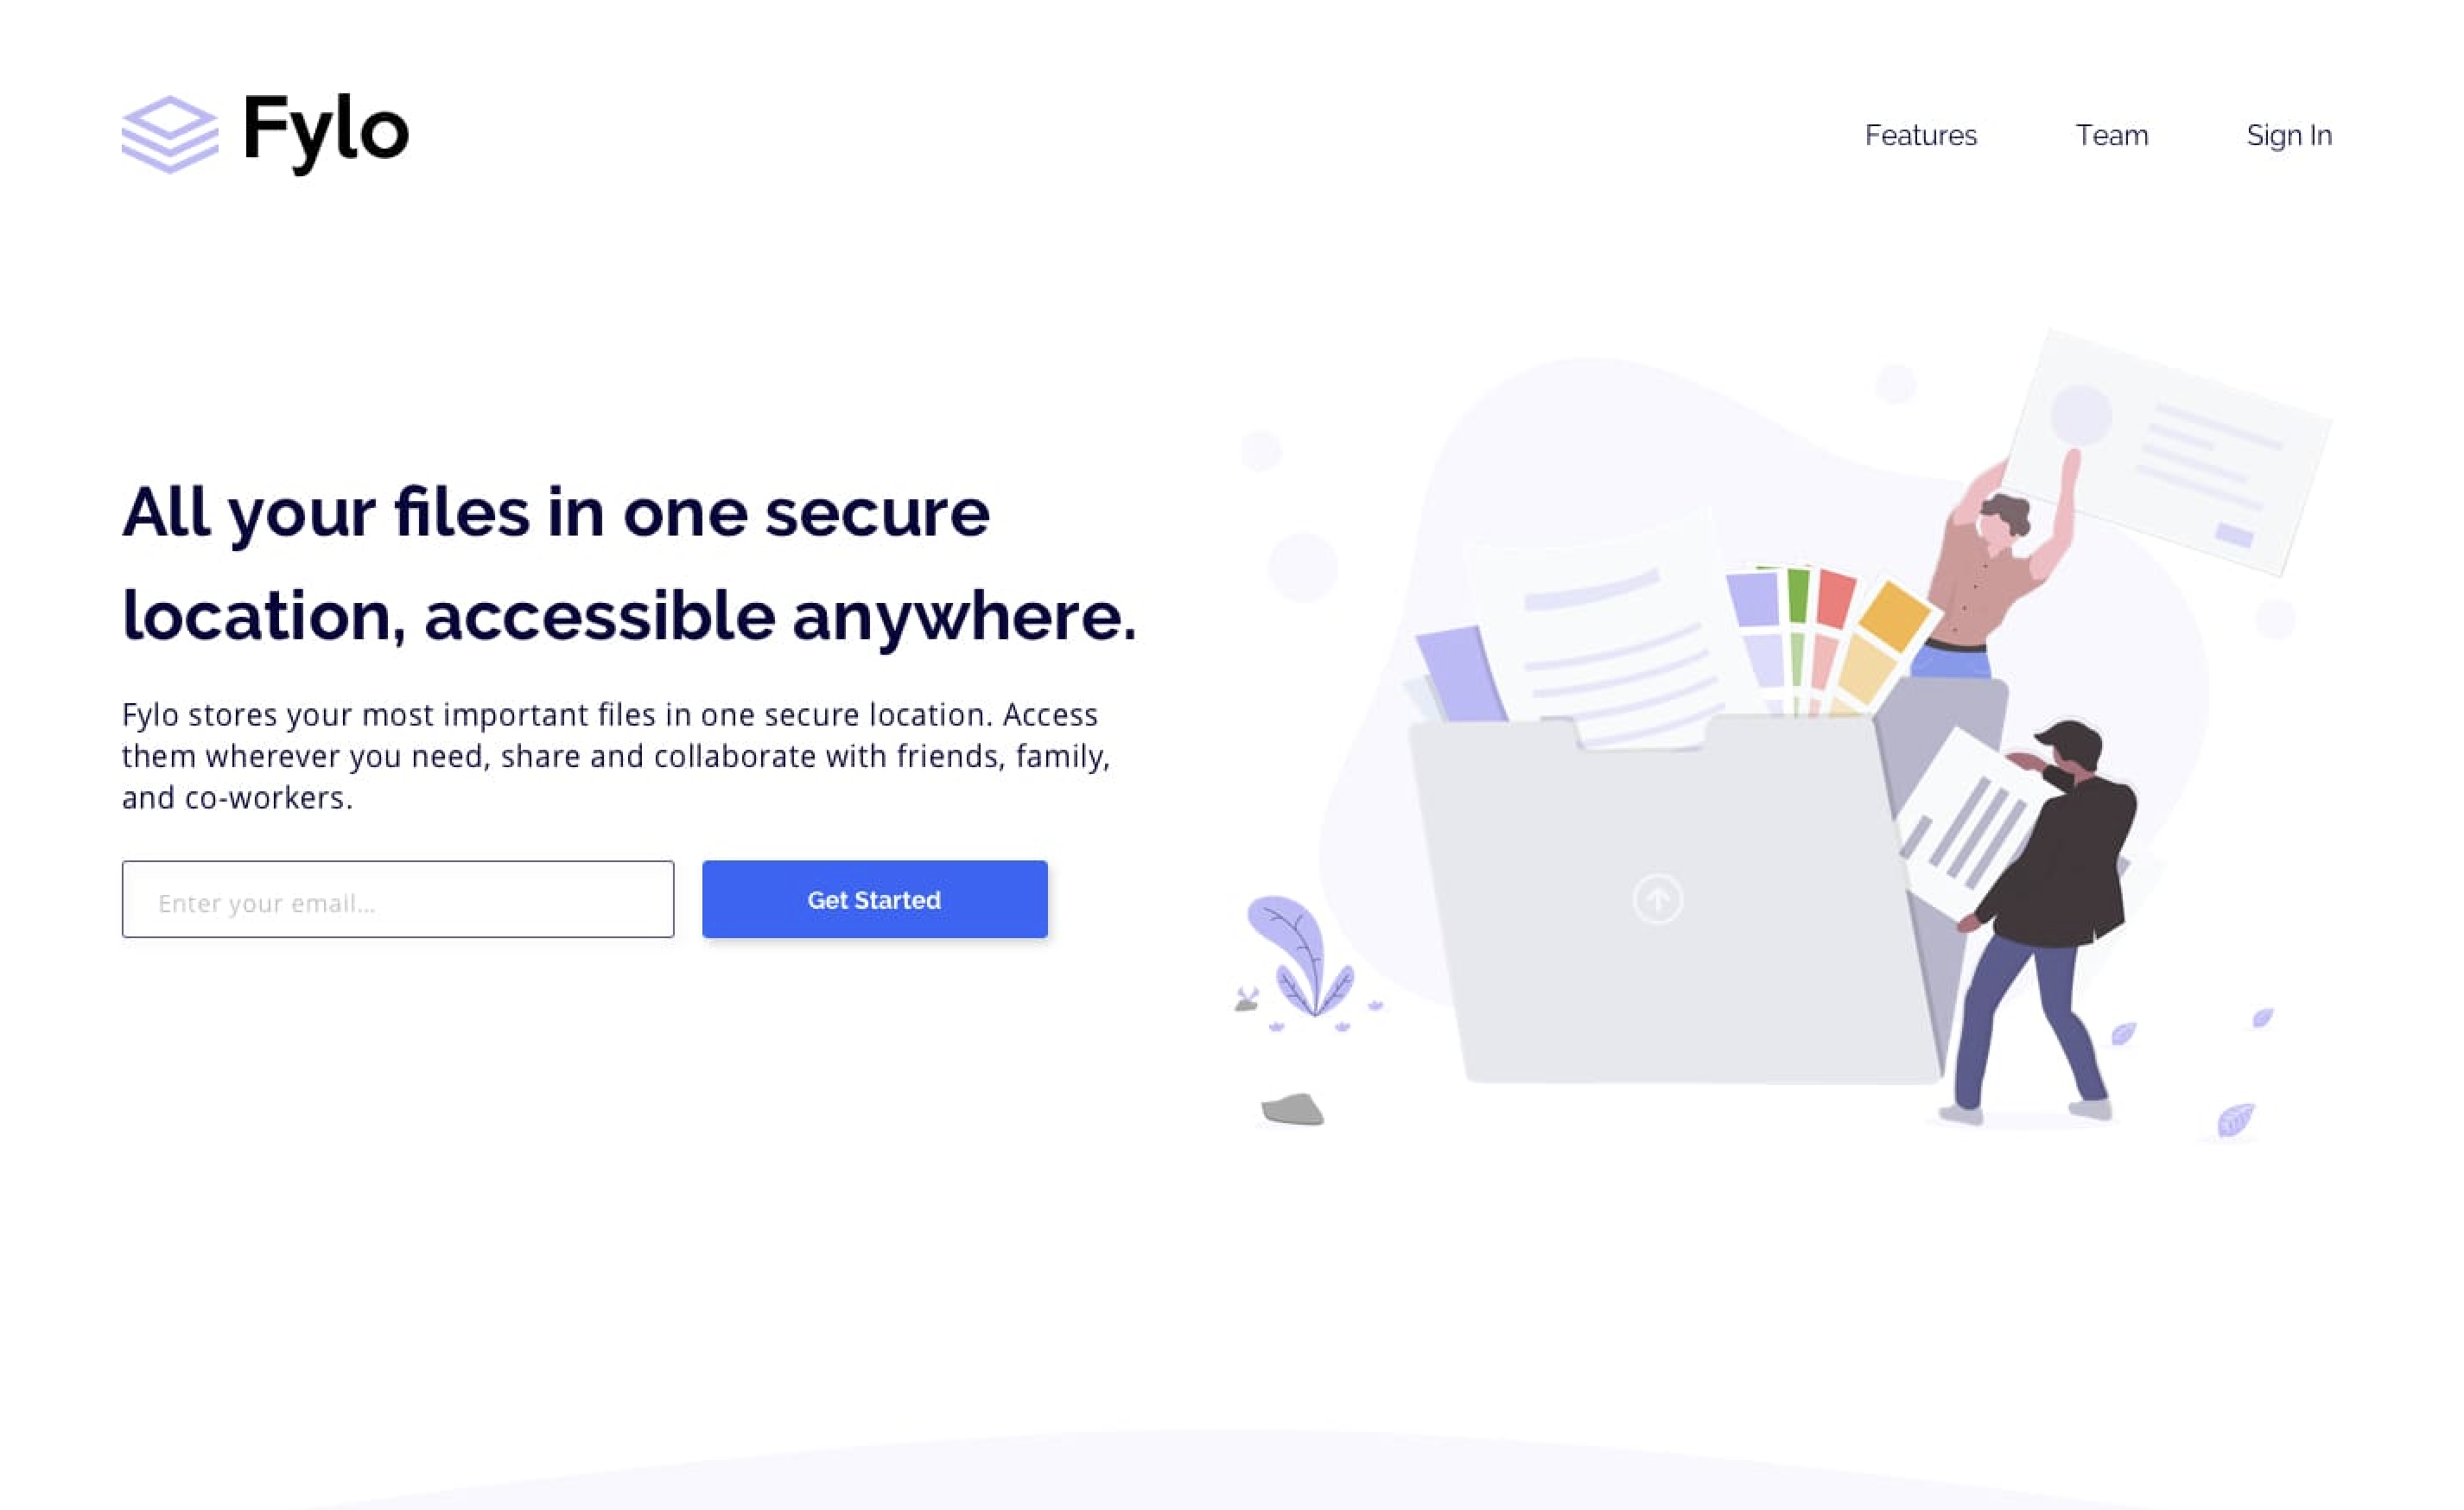 Fylo
Features
Team
Sign In
All your files in one secure
location, accessible anywhere.
Fylo stores your most important files in one secure location. Access
them wherever you need, share and collaborate with friends, family,
and co-workers.
Enter your email...
Get Started